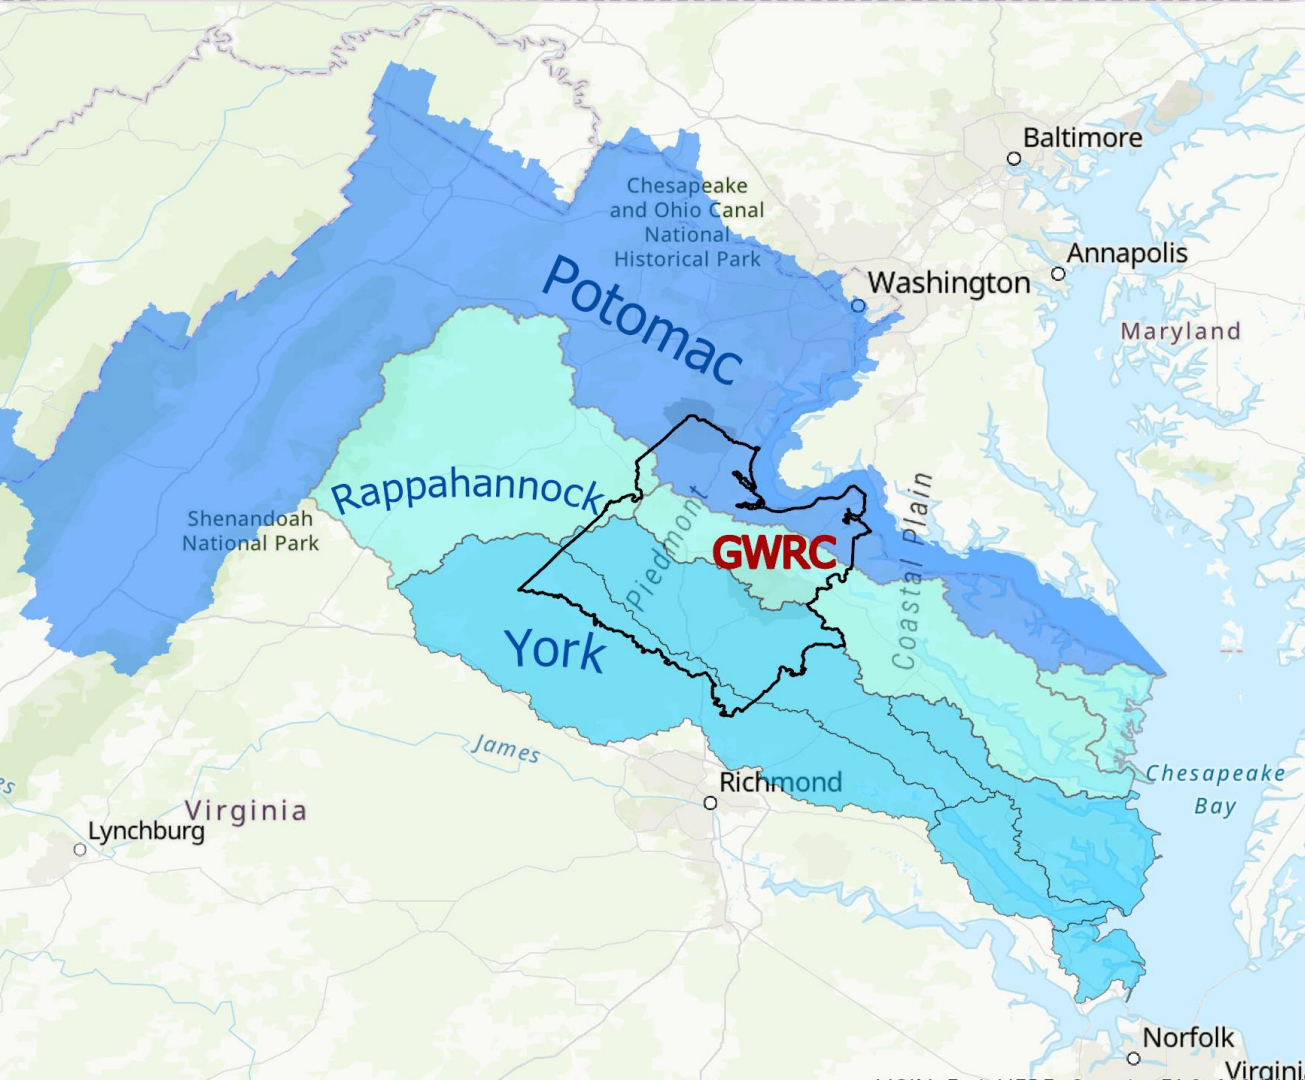 Baltimore
Chesapeake
and Ohio Canal
National
Historical Park
Annapolis
Washington
Potomac
Maryland
Rappahannock
Shenandoah
National Park
Piedmont
GWRC
Coastal Plain
York
James
Richmond
Chesapeake
Bay
Virginia
Lynchburg
Norfolk